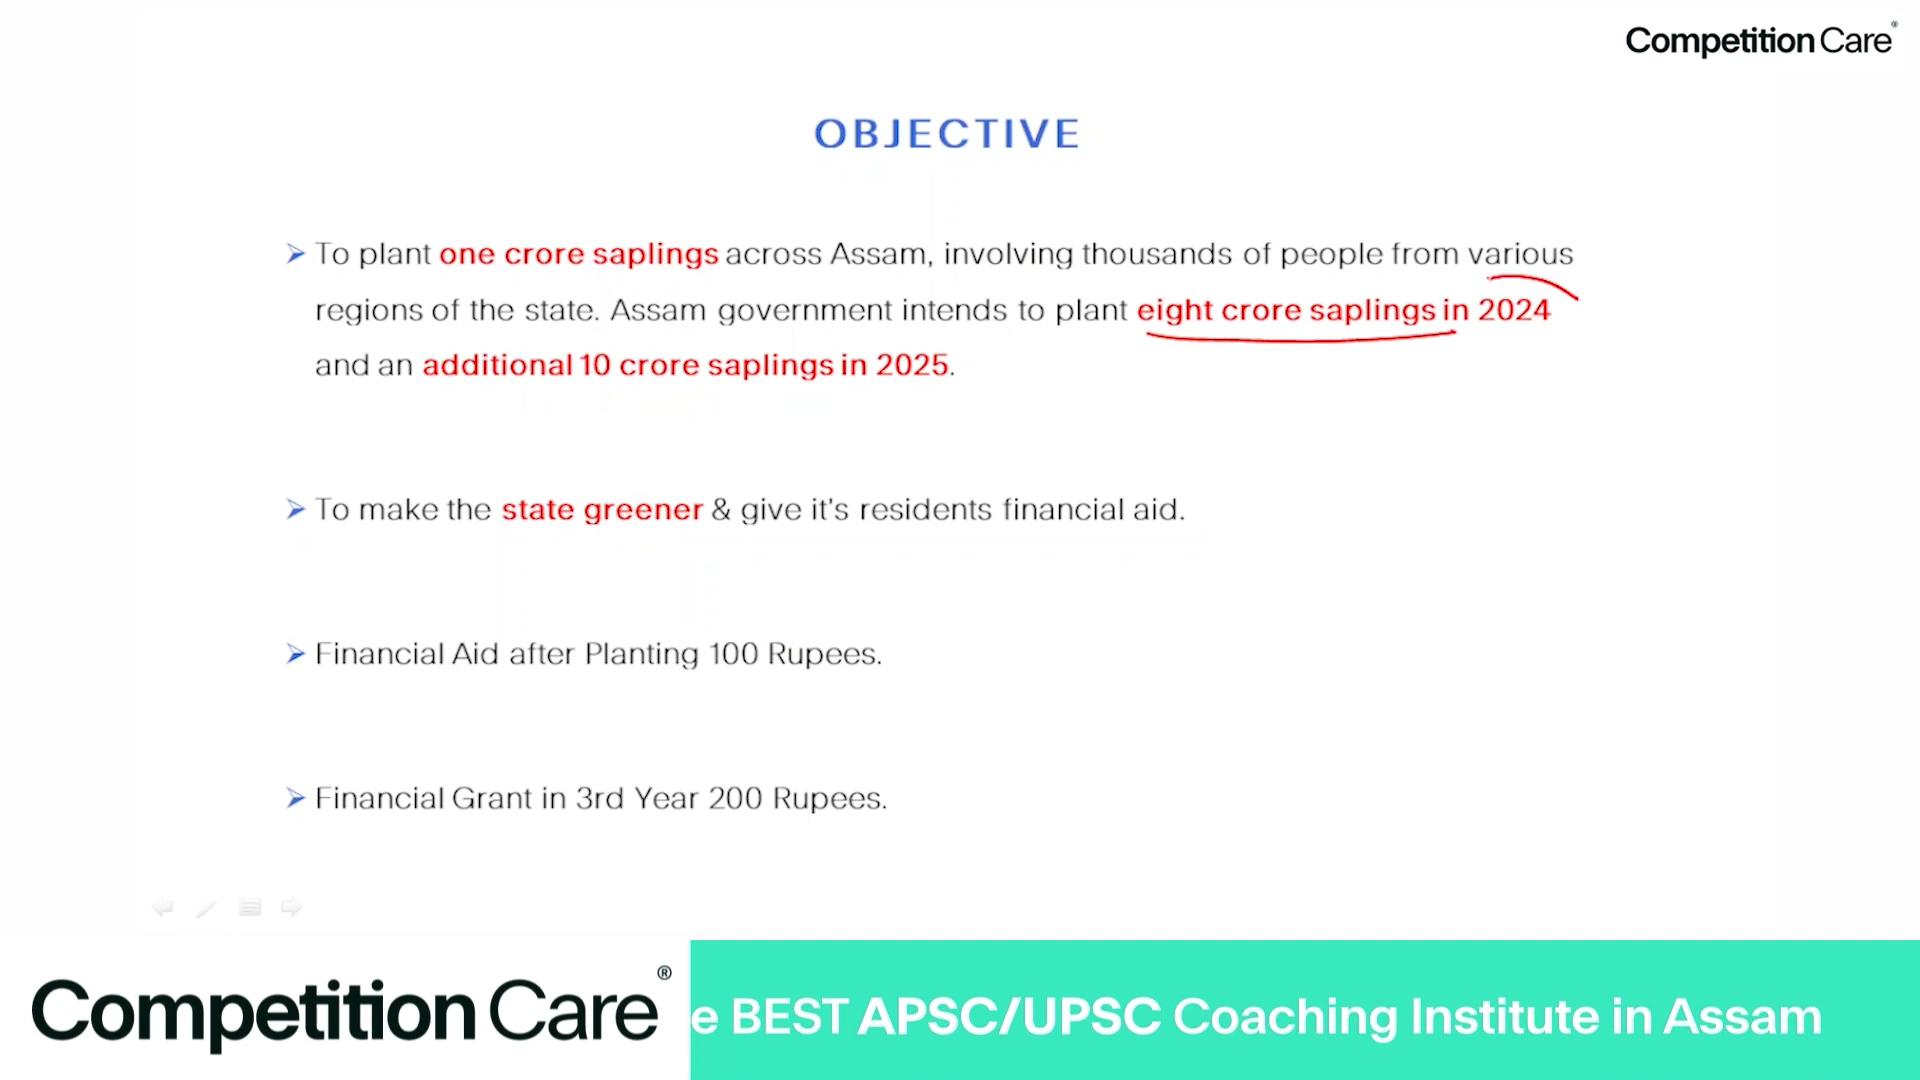 Competition Care®
OBJECTIVE
To plant one crore saplings across Assam, involving thousands of people from various
regions of the state. Assam government intends to plant eight crore saplings in 2024
and an additional 10 crore saplings in 2025.
To make the state greener & give it's residents financial aid.
Financial Aid after Planting 100 Rupees.
Financial Grant in 3rd Year 200 Rupees.
Competition Care®
e BEST APSC/UPSC Coaching Institute in Assam